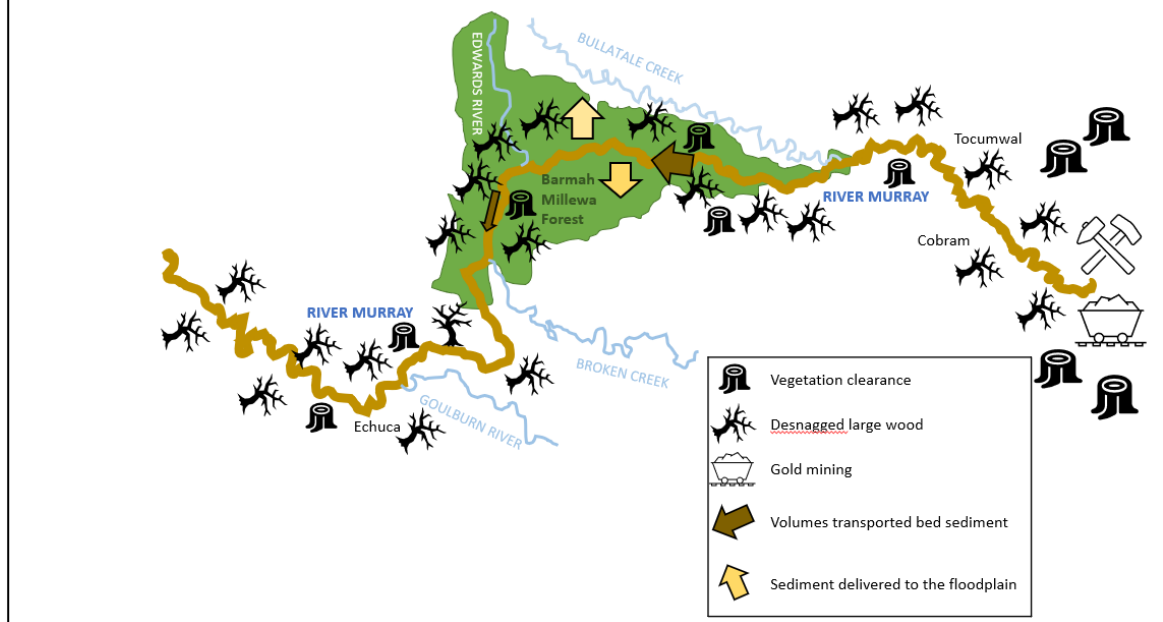 EDWARDS RIVER
BULLATALE CREEK
Tocumwal
Barmah
Millewa
Forest
RIVER MURRAY
Cobram
RIVER MURRAY
BROKEN CREEK
GOULBURN RIVER
Echuca
Vegetation clearance
Desnagged large wood
Gold mining
Volumes transported bed sediment
Sediment delivered to the floodplain